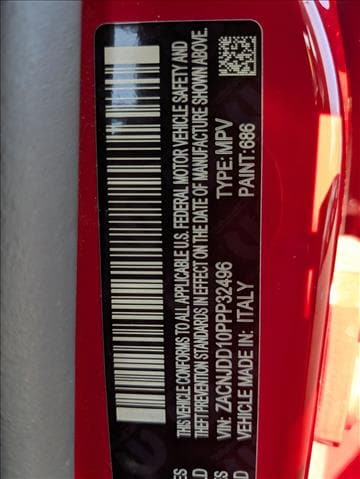 THIS VEHICLE CONFORMS TO ALL APPLICABLE U.S. FEDERAL MOTOR VEHICLE SAFETY AND
THEFT PREVENTION STANDARDS IN EFFECT ON THE DATE OF MANUFACTURE SHOWN ABOVE.
VIN: ZACNJDD10PPP32496 TYPE: MPV
VEHICLE MADE IN: ITALY PAINT: 686